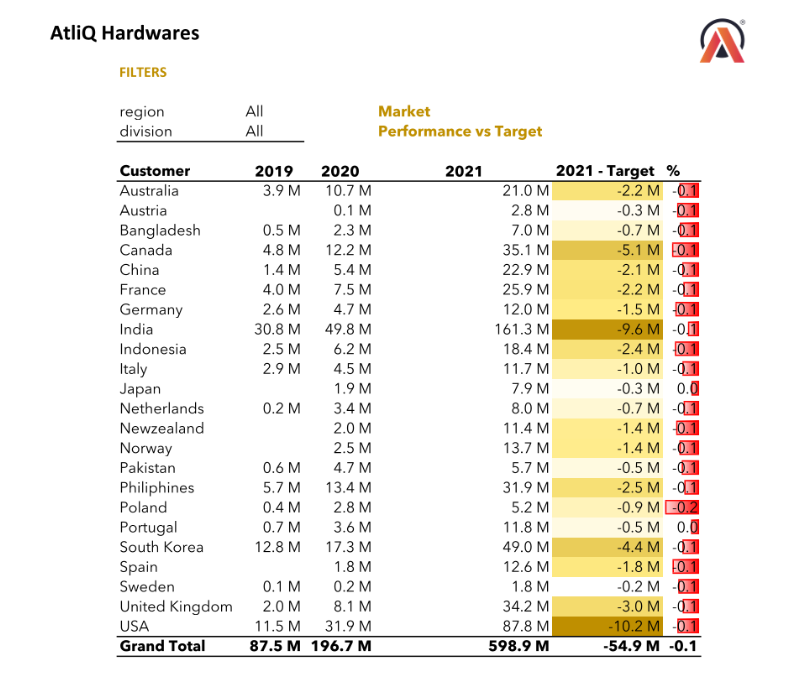 AtliQ Hardwares
®
FILTERS
region All Market
division All Performance vs Target
Customer 2019 2020 2021 2021 - Target %
Australia 3.9 M 10.7 M 21.0 M -2.2 M -0.1
Austria 0.1 M 2.8 M -0.3 M -0.1
Bangladesh 0.5 M 2.3 M 7.0 M -0.7 M -0.1
Canada 4.8 M 12.2 M 35.1 M -5.1 M -0.1
China 1.4 M 5.4 M 22.9 M -2.1 M -0.1
France 4.0 M 7.5 M 25.9 M -2.2 M -0.1
Germany 2.6 M 4.7 M 12.0 M -1.5 M -0.1
India 30.8 M 49.8 M 161.3 M -9.6 M -0.1
Indonesia 2.5 M 6.2 M 18.4 M -2.4 M -0.1
Italy 2.9 M 4.5 M 11.7 M -1.0 M -0.1
Japan 1.9 M 7.9 M -0.3 M 0.0
Netherlands 0.2 M 3.4 M 8.0 M -0.7 M -0.1
Newzealand 2.0 M 11.4 M -1.4 M -0.1
Norway 2.5 M 13.7 M -1.4 M -0.1
Pakistan 0.6 M 4.7 M 5.7 M -0.5 M -0.1
Philiphines 5.7 M 13.4 M 31.9 M -2.5 M -0.1
Poland 0.4 M 2.8 M 5.2 M -0.9 M -0.2
Portugal 0.7 M 3.6 M 11.8 M -0.5 M 0.0
South Korea 12.8 M 17.3 M 49.0 M -4.4 M -0.1
Spain 1.8 M 12.6 M -1.8 M -0.1
Sweden 0.1 M 0.2 M 1.8 M -0.2 M -0.1
United Kingdom 2.0 M 8.1 M 34.2 M -3.0 M -0.1
USA 11.5 M 31.9 M 87.8 M -10.2 M -0.1
Grand Total 87.5 M 196.7 M 598.9 M -54.9 M -0.1